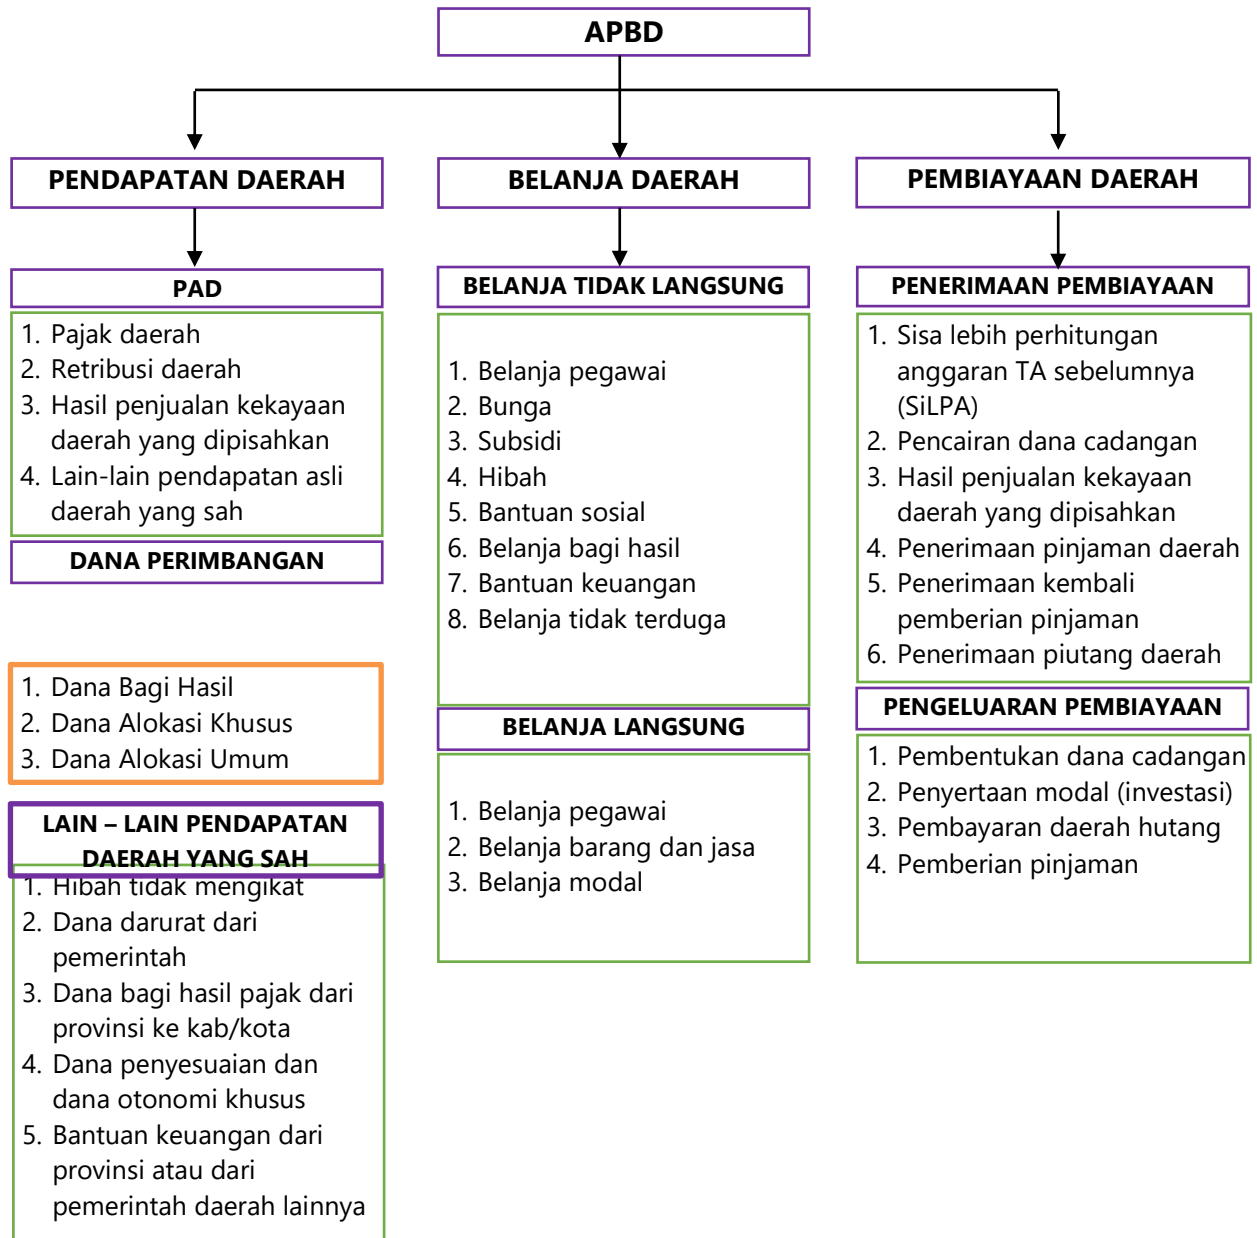 APBD
PENDAPATAN DAERAH
PAD
1. Pajak daerah
2. Retribusi daerah
3. Hasil penjualan kekayaan
daerah yang dipisahkan
4. Lain-lain pendapatan asli
daerah yang sah
DANA PERIMBANGAN
1. Dana Bagi Hasil
2. Dana Alokasi Khusus
3. Dana Alokasi Umum
LAIN – LAIN PENDAPATAN
DAERAH YANG SAH
1. Hibah tidak mengikat
2. Dana darurat dari
pemerintah
3. Dana bagi hasil pajak dari
provinsi ke kab/kota
4. Dana penyesuaian dan
dana otonomi khusus
5. Bantuan keuangan dari
provinsi atau dari
pemerintah daerah lainnya
BELANJA DAERAH
BELANJA TIDAK LANGSUNG
1. Belanja pegawai
2. Bunga
3. Subsidi
4. Hibah
5. Bantuan sosial
6. Belanja bagi hasil
7. Bantuan keuangan
8. Belanja tidak terduga
BELANJA LANGSUNG
1. Belanja pegawai
2. Belanja barang dan jasa
3. Belanja modal
PEMBIAYAAN DAERAH
PENERIMAAN PEMBIAYAAN
1. Sisa lebih perhitungan
anggaran TA sebelumnya
(SiLPA)
2. Pencairan dana cadangan
3. Hasil penjualan kekayaan
daerah yang dipisahkan
4. Penerimaan pinjaman daerah
5. Penerimaan kembali
pemberian pinjaman
6. Penerimaan piutang daerah
PENGELUARAN PEMBIAYAAN
1. Pembentukan dana cadangan
2. Penyertaan modal (investasi)
3. Pembayaran daerah hutang
4. Pemberian pinjaman